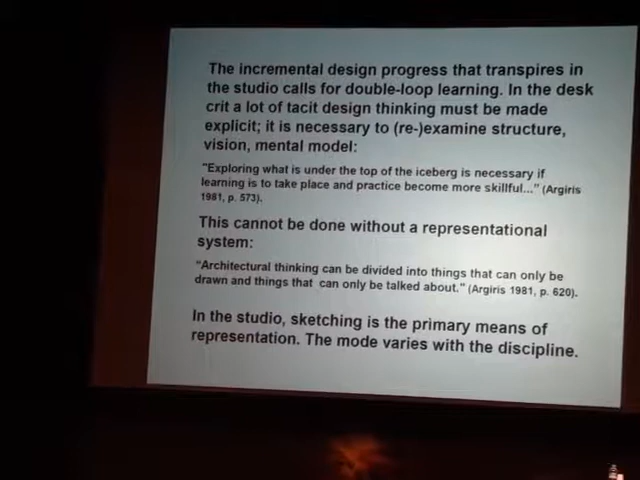 The incremental design progress that transpires in
the studio calls for double-loop learning. In the desk
crit a lot of tacit design thinking must be made
explicit; it is necessary to (re-)examine structure,
vision, mental model:
"Exploring what is under the top of the iceberg is necessary if
learning is to take place and practice become more skillful..." (Argiris
1981, p. 573).
This cannot be done without a representational
system:
"Architectural thinking can be divided into things that can only be
drawn and things that can only be talked about." (Argiris 1981, p. 620).
In the studio, sketching is the primary means of
representation. The mode varies with the discipline.